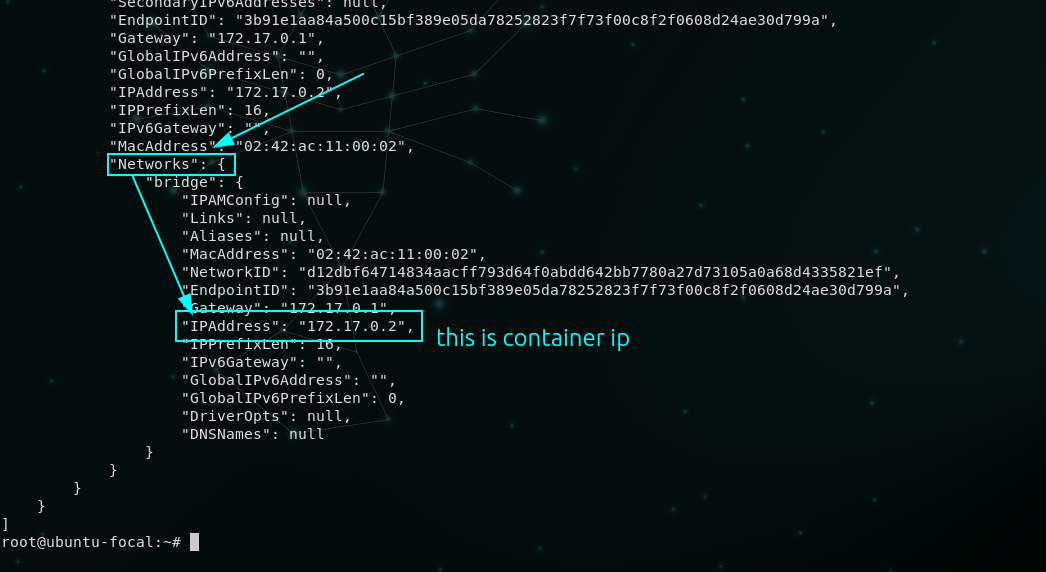 "SecondaryIPv6Addresses": null,
"EndpointID": "3b91e1aa84a500c15bf389e05da78252823f7f73f00c8f2f0608d24ae30d799a",
"Gateway": "172.17.0.1",
"GlobalIPv6Address": "",
"GlobalIPv6PrefixLen": 0,
"IPAddress": "172.17.0.2",
"IPPrefixLen": 16,
"IPv6Gateway": "",
"MacAddress": "02:42:ac:11:00:02",
"Networks": {
"bridge": {
"IPAMConfig": null,
"Links": null,
"Aliases": null,
"MacAddress": "02:42:ac:11:00:02",
"NetworkID": "d12dbf64714834aacff793d64f0abdd642bb7780a27d73105a0a68d4335821ef",
"EndpointID": "3b91e1aa84a500c15bf389e05da78252823f7f73f00c8f2f0608d24ae30d799a",
"Gateway": "172.17.0.1",
"IPAddress": "172.17.0.2",
this is container ip
"IPPrefixLen": 16,
"IPv6Gateway": "",
"GlobalIPv6Address": "",
"GlobalIPv6PrefixLen": 0,
"DriverOpts": null,
"DNSNames": null
}
}
}
}
]
root@ubuntu-focal:~#